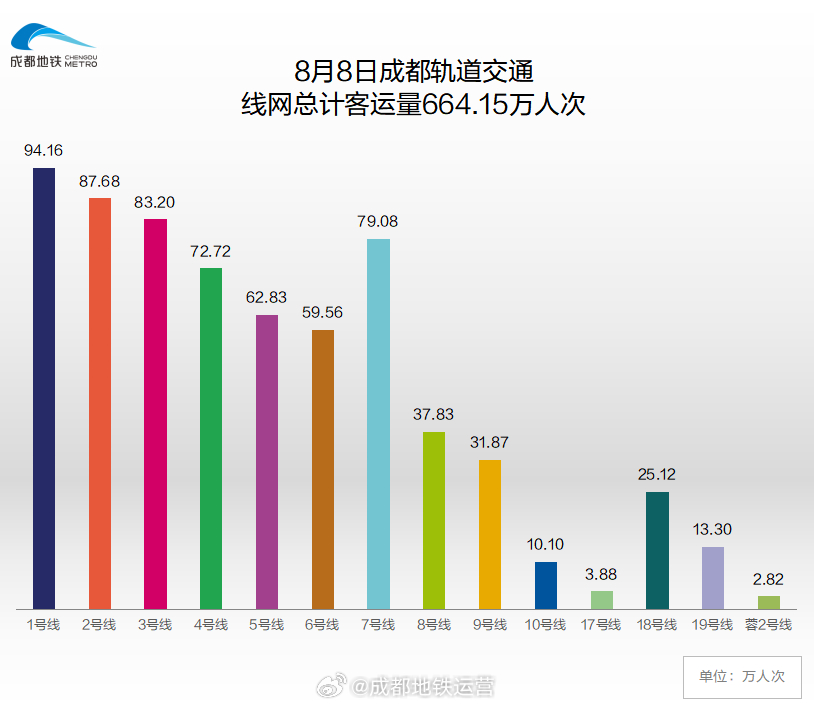 成都地铁 CHENGDU METRO
8月8日成都轨道交通
线网总计客运量664.15万人次
94.16
87.68
83.20
72.72
62.83
59.56
79.08
37.83
31.87
10.10
3.88
25.12
13.30
2.82
1号线 2号线 3号线 4号线 5号线 6号线 7号线 8号线 9号线 10号线 17号线 18号线 19号线 蓉2号线
单位：万人次
@成都地铁运营